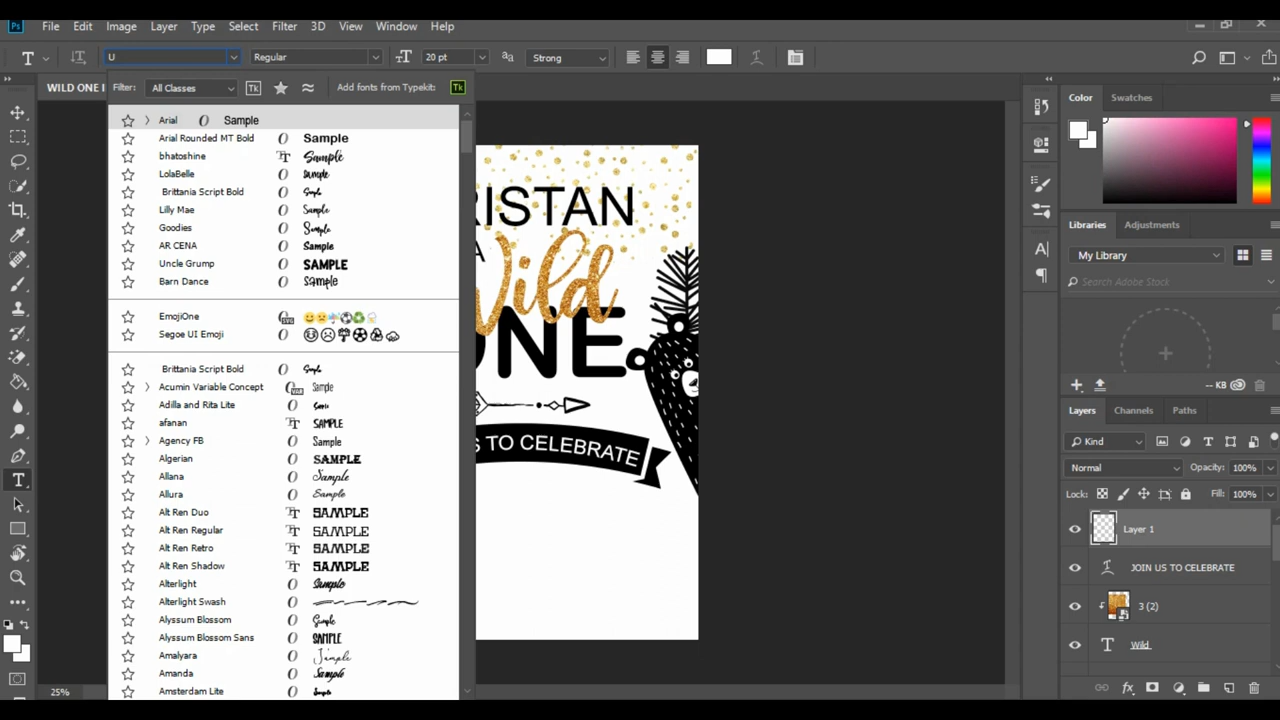 Ps File Edit Image Layer Type Select Filter 3D View Window Help
T U Regular 20 pt Strong
WILD ONE I
Filter: All Classes Tk Add fonts from Typekit: Tk
Arial Sample
Arial Rounded MT Bold Sample
bhatoshine Sample
LolaBelle Sample
Brittania Script Bold Sample
Lilly Mae Sample
Goodies Sample
AR CENA Sample
Uncle Grump SAMPLE
Barn Dance Sample
EmojiOne
Segoe UI Emoji
Brittania Script Bold Sample
Acumin Variable Concept Sample
Adilla and Rita Lite
afanan SAMPLE
Agency FB Sample
Algerian SAMPLE
Allana Sample
Allura Sample
Alt Ren Duo SAMPLE
Alt Ren Regular SAMPLE
Alt Ren Retro SAMPLE
Alt Ren Shadow SAMPLE
Alterlight Sample
Alterlight Swash
Alyssum Blossom Sample
Alyssum Blossom Sans SAMPLE
Amalyara Sample
Amanda Sample
Amsterdam Lite
RISTAN
A
Wild
ONE
S TO CELEBRATE
25%
Color Swatches
Libraries Adjustments
My Library
Search Adobe Stock
-- KB
Layers Channels Paths
Kind
Normal Opacity: 100%
Lock: Fill: 100%
Layer 1
JOIN US TO CELEBRATE
3 (2)
Wild